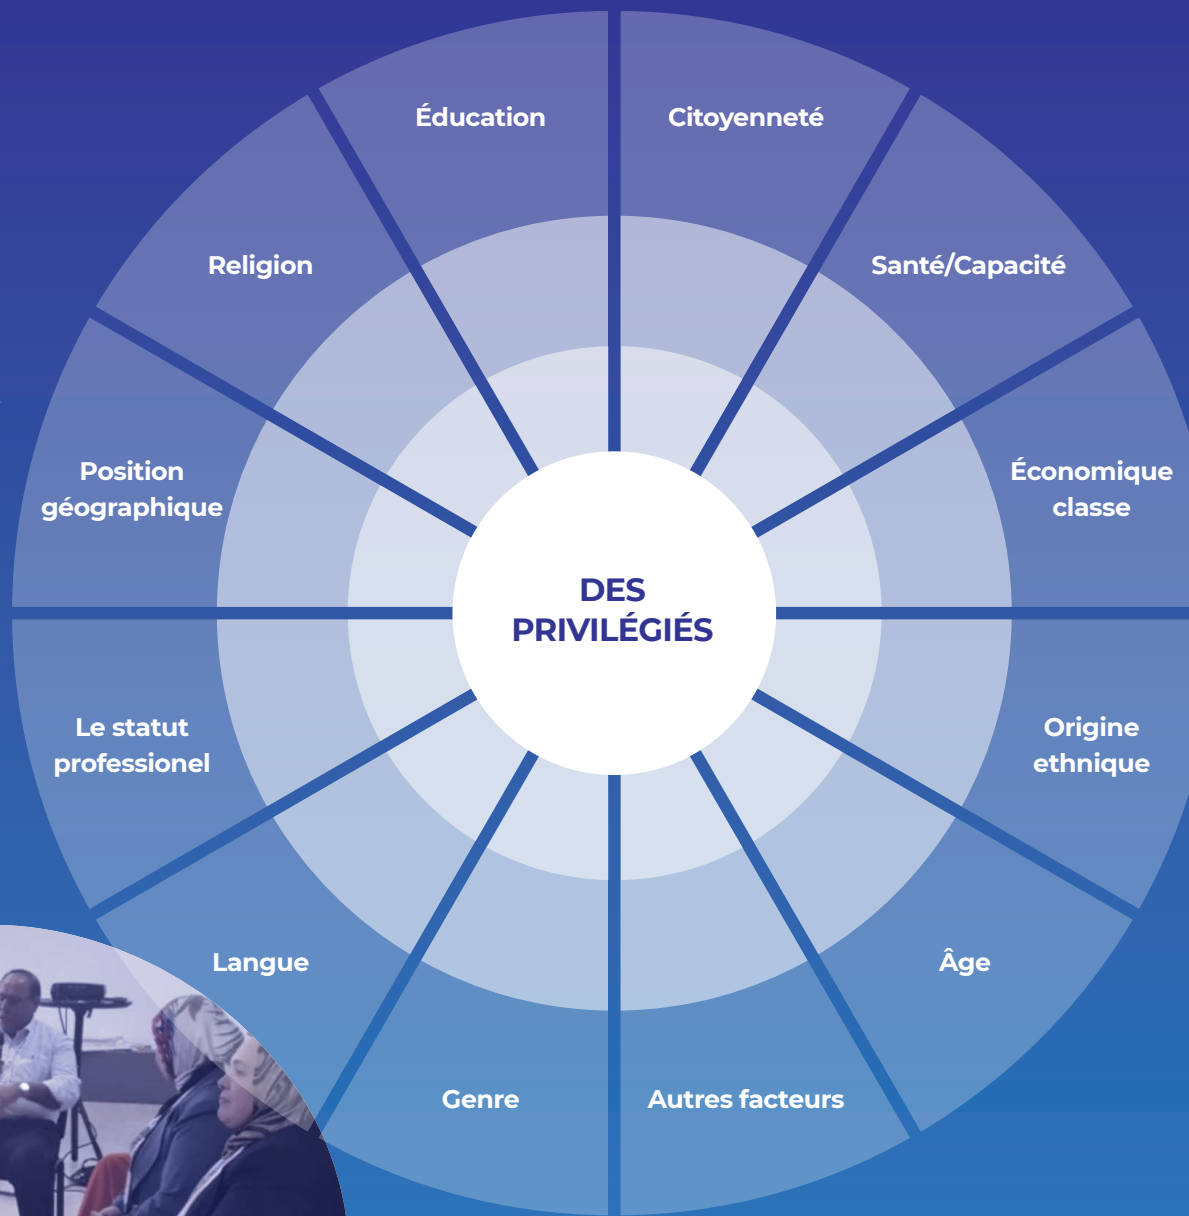 Éducation
Citoyenneté
Religion
Santé/Capacité
Position
géographique
Économique
classe
DES
PRIVILÉGIÉS
Le statut
professionel
Origine
ethnique
Langue
Âge
Genre
Autres facteurs